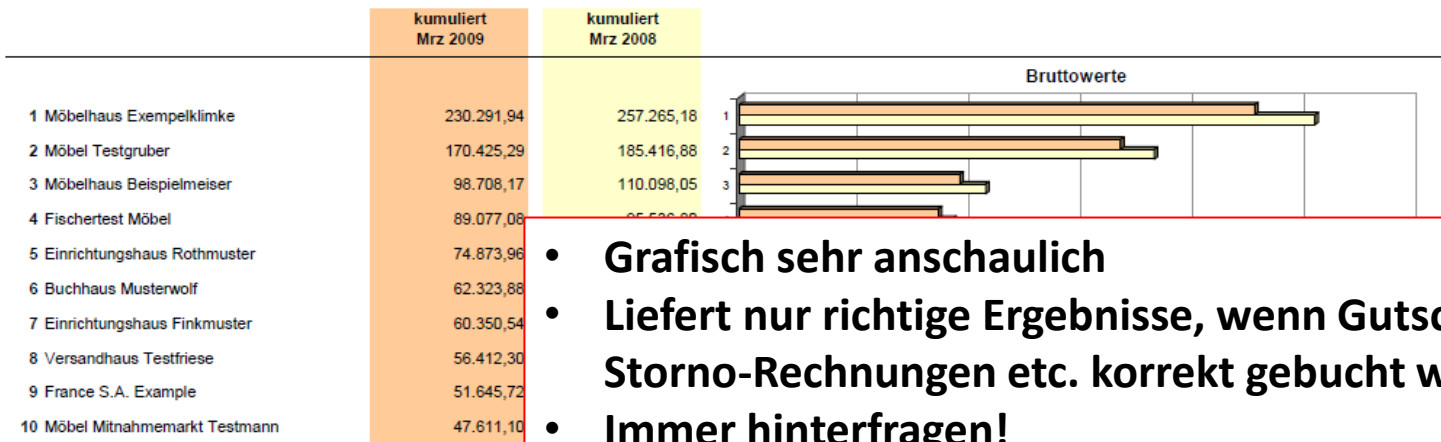 kumuliert kumuliert
Mrz 2009 Mrz 2008
Bruttowerte
1 Möbelhaus Exempelklimke 230.291,94 257.265,18 1
2 Möbel Testgruber 170.425,29 185.416,88 2
3 Möbelhaus Beispielmeiser 98.708,17 110.098,05 3
4 Fischertest Möbel 89.077,08
5 Einrichtungshaus Rothmuster 74.873,96
6 Buchhaus Musterwolf 62.323,88
7 Einrichtungshaus Finkmuster 60.350,54
8 Versandhaus Testfriese 56.412,30
9 France S.A. Example 51.645,72
10 Möbel Mitnahmemarkt Testmann 47.611,10
• Grafisch sehr anschaulich
• Liefert nur richtige Ergebnisse, wenn
Storno-Rechnungen etc. korrekt gebucht
• Immer hinterfragen!